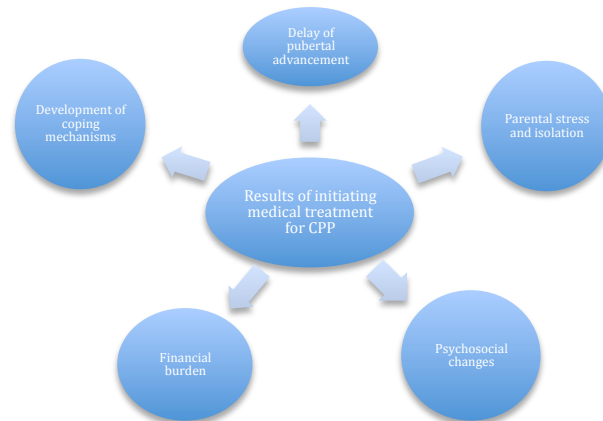 Delay of
pubertal
advancement
Development of
coping
mechanisms
Parental stress
and isolation
Results of initiating
medical treatment
for CPP
Financial
burden
Psychosocial
changes